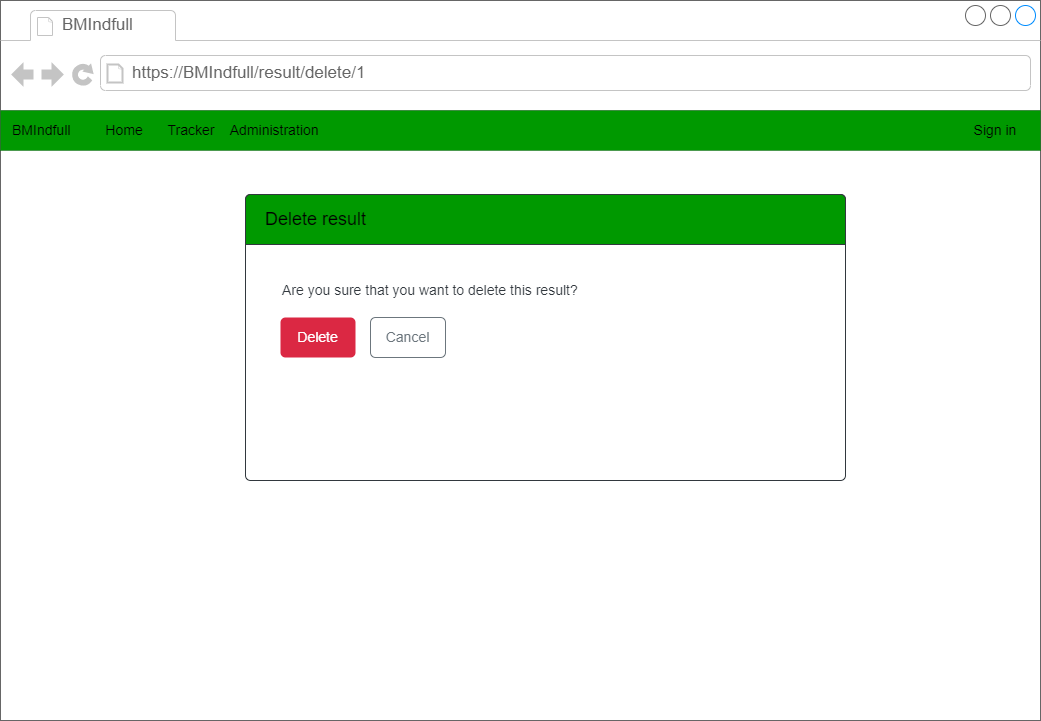 BMIndfull
https://BMIndfull/result/delete/1
BMIndfull Home Tracker Administration Sign in
Delete result
Are you sure that you want to delete this result?
Delete Cancel